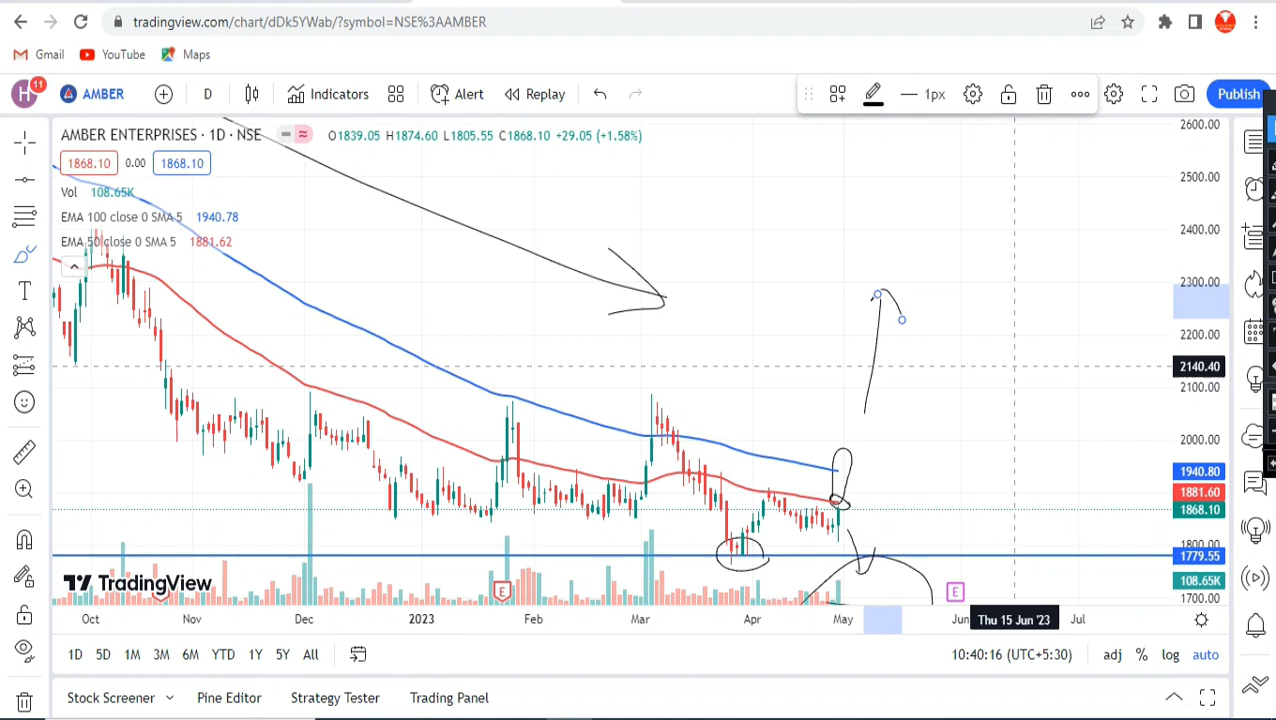 tradingview.com/chart/dDk5YWab/?symbol=NSE%3AAMBER
Gmail YouTube Maps
H 11 AMBER D Indicators Alert Replay 1px Publish
AMBER ENTERPRISES · 1D · NSE O1839.05 H1874.60 L1805.55 C1868.10 +29.05 (+1.58%)
1868.10 0.00 1868.10
Vol 108.65K
EMA 100 close 0 SMA 5 1940.78
EMA 50 close 0 SMA 5 1881.62
2600.00
2500.00
2400.00
2300.00
2200.00
2140.40
2100.00
2000.00
1940.80
1881.60
1868.10
1800.00
1779.55
108.65K
1700.00
TradingView
E E
Oct Nov Dec 2023 Feb Mar Apr May Jun Thu 15 Jun '23 Jul
1D 5D 1M 3M 6M YTD 1Y 5Y All 10:40:16 (UTC+5:30) adj % log auto
Stock Screener Pine Editor Strategy Tester Trading Panel